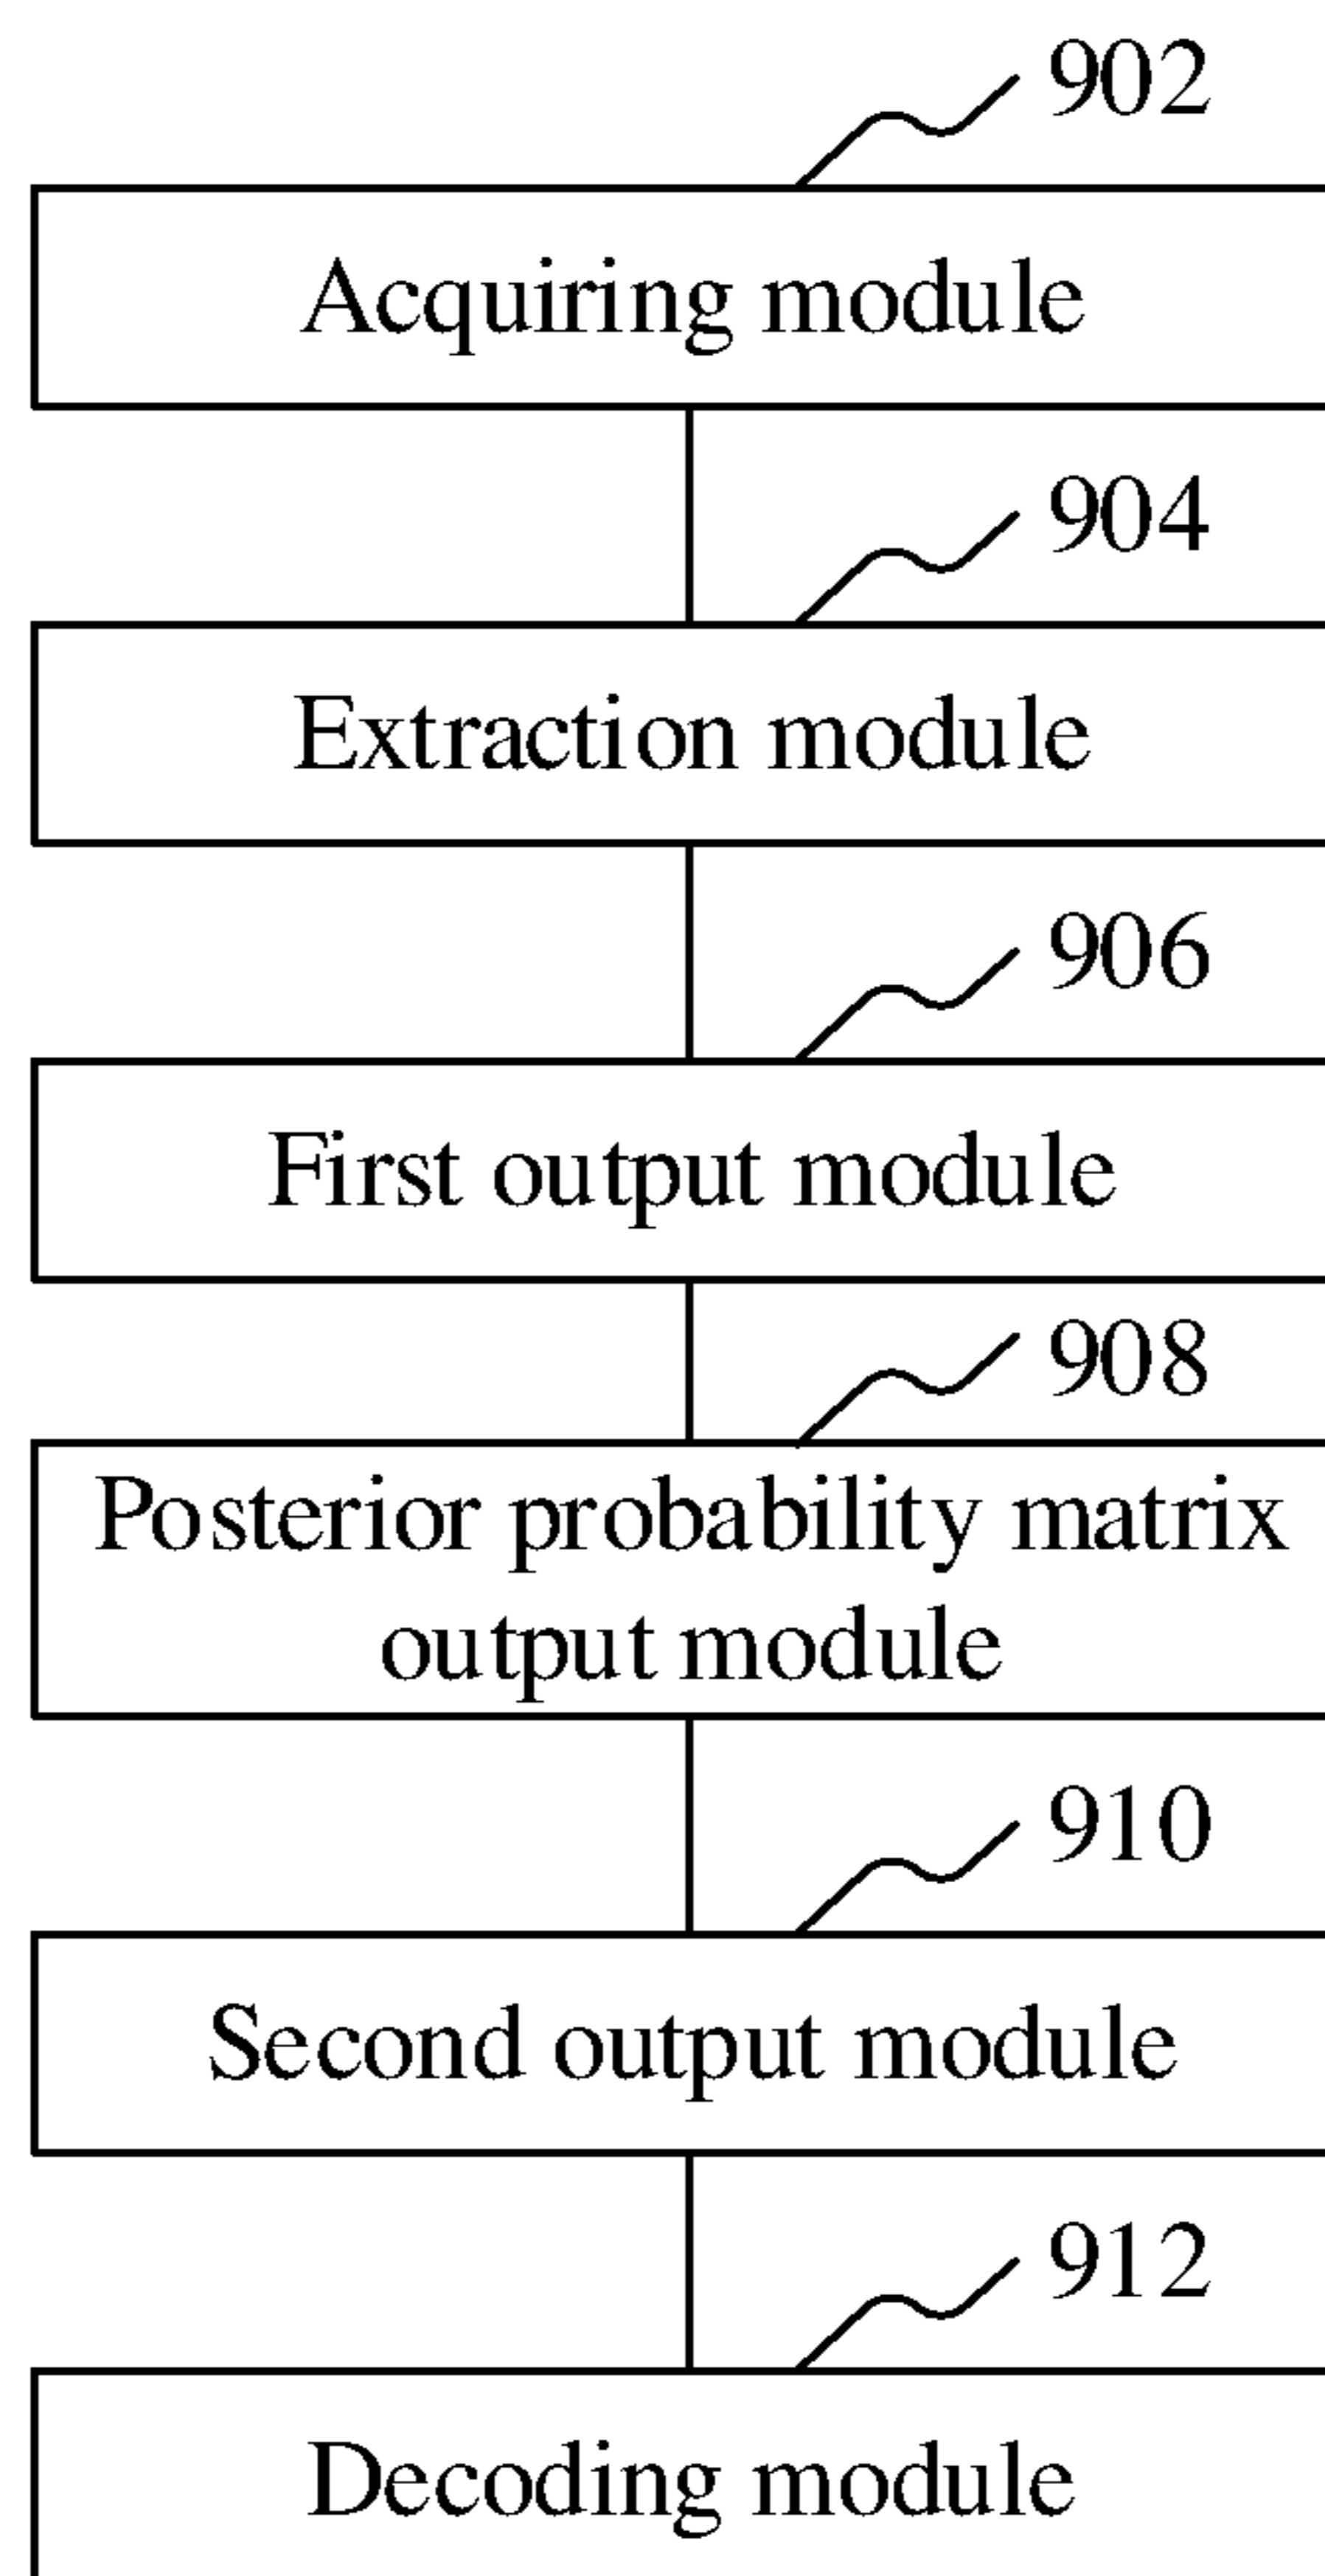 902
Acquiring module
904
Extraction module
906
First output module
908
Posterior probability matrix
output module
910
Second output module
912
Decoding module